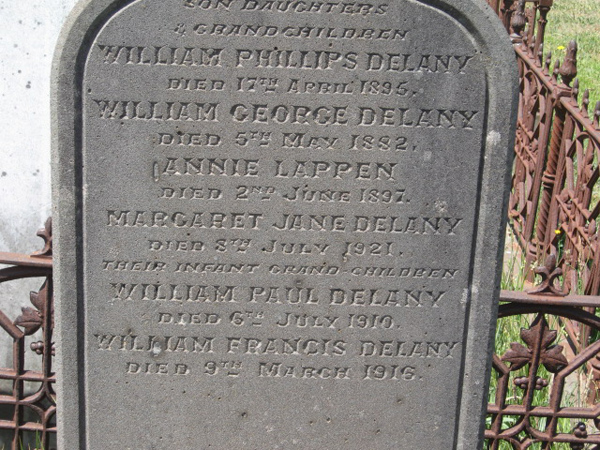 SON DAUGHTERS
& GRANDCHILDREN
WILLIAM PHILLIPS DELANY
DIED 17TH APRIL 1895.
WILLIAM GEORGE DELANY
DIED 5TH MAY 1882.
ANNIE LAPPEN
DIED 2ND JUNE 1897.
MARGARET JANE DELANY
DIED 8TH JULY 1921.
THEIR INFANT GRAND-CHILDREN
WILLIAM PAUL DELANY
DIED 6TH JULY 1910.
WILLIAM FRANCIS DELANY
DIED 9TH MARCH 1916.